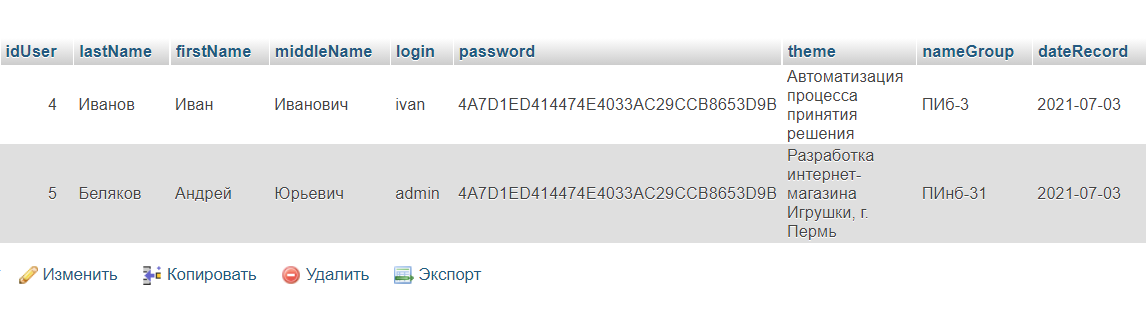 idUser lastName firstName middleName login password theme nameGroup dateRecord
4 Иванов Иван Иванович ivan 4A7D1ED414474E4033AC29CCB8653D9B Автоматизация ПИб-3 2021-07-03
процесса
принятия
решения
5 Беляков Андрей Юрьевич admin 4A7D1ED414474E4033AC29CCB8653D9B Разработка ПИнб-31 2021-07-03
интернет-
магазина
Игрушки, г.
Пермь
Изменить Копировать Удалить Экспорт